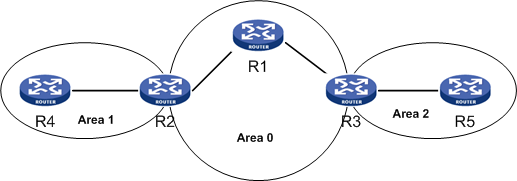 ROUTER
R1
ROUTER
ROUTER
ROUTER
ROUTER
R4
Area 1
R2
Area 0
R3
Area 2
R5